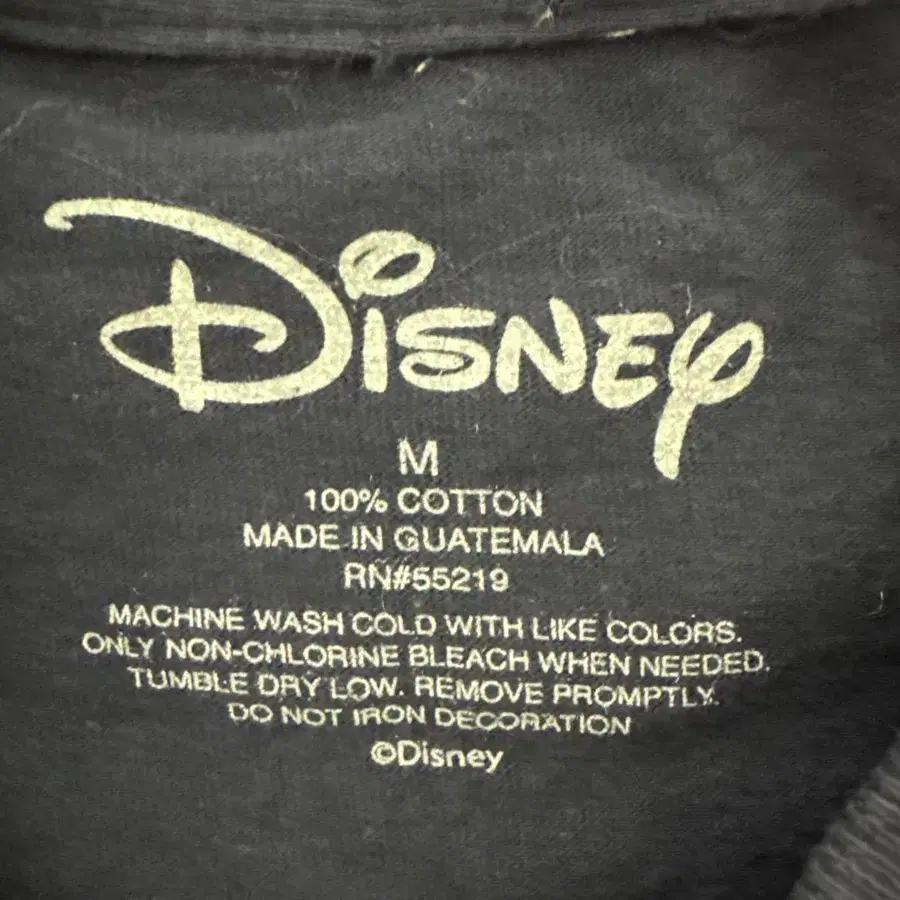 Disney
M
100% COTTON
MADE IN GUATEMALA
RN#55219
MACHINE WASH COLD WITH LIKE COLORS.
ONLY NON-CHLORINE BLEACH WHEN NEEDED.
TUMBLE DRY LOW. REMOVE PROMPTLY.
DO NOT IRON DECORATION
©Disney